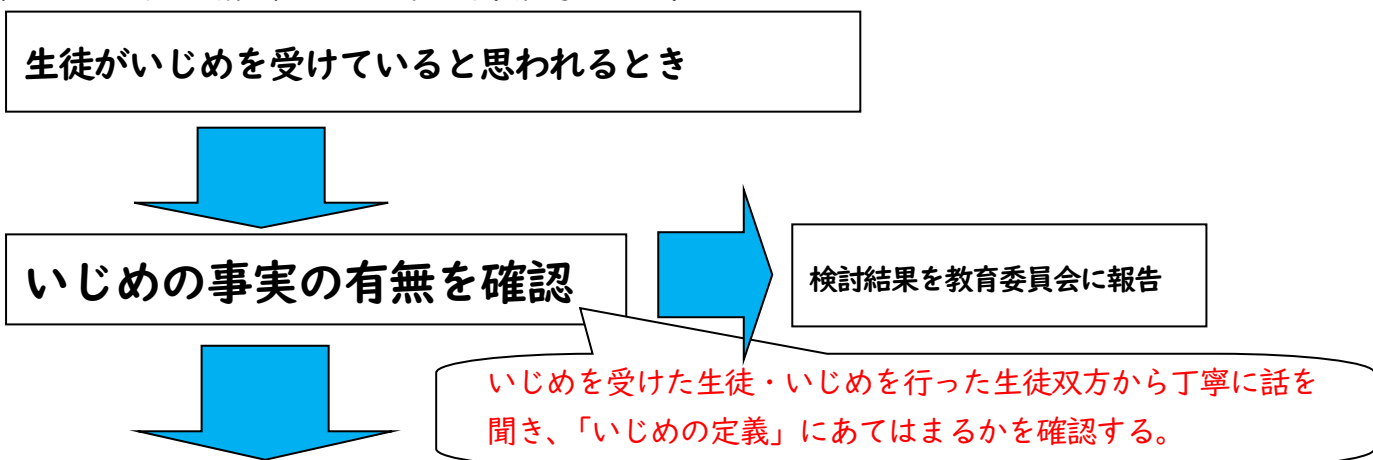 生徒がいじめを受けていると思われるとき
いじめの事実の有無を確認
検討結果を教育委員会に報告
いじめを受けた生徒・いじめを行った生徒双方から丁寧に話を
聞き、「いじめの定義」にあてはまるかを確認する。